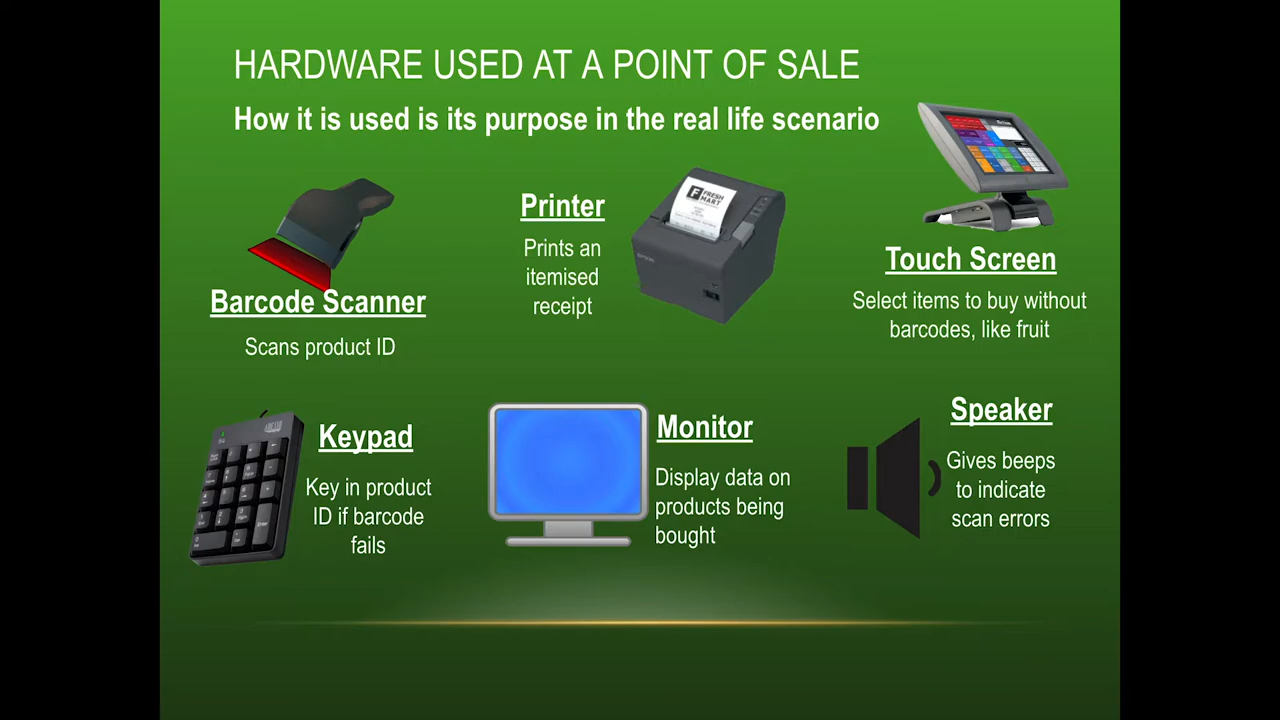 HARDWARE USED AT A POINT OF SALE
How it is used is its purpose in the real life scenario
Barcode Scanner
Scans product ID
Printer
Prints an
itemised
receipt
FRESH
MART
Touch Screen
Select items to buy without
barcodes, like fruit
Keypad
Key in product
ID if barcode
fails
Monitor
Display data on
products being
bought
Speaker
Gives beeps
to indicate
scan errors